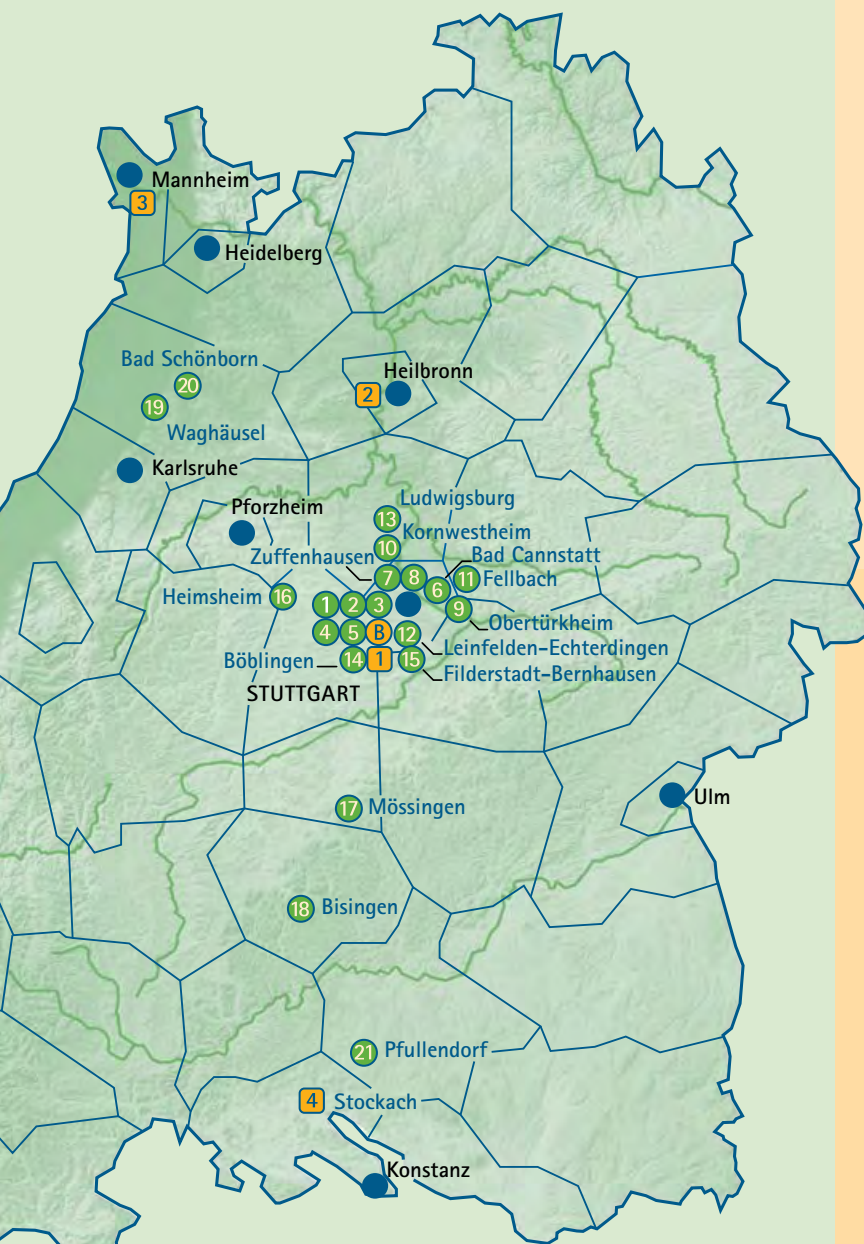 Mannheim
3
Heidelberg
Bad Schönborn
20
19
Waghäusel
Heilbronn
2
Karlsruhe
Pforzheim
Ludwigsburg
13
Kornwestheim
10
Zuffenhausen
Bad Cannstatt
7 8 6 11 Fellbach
Heimsheim 16
1 2 3
9
Obertürkheim
4 5 B 12
Leinfelden-Echterdingen
Böblingen 14 1 15
Filderstadt-Bernhausen
STUTTGART
Ulm
17 Mössingen
18 Bisingen
21 Pfullendorf
4 Stockach
Konstanz